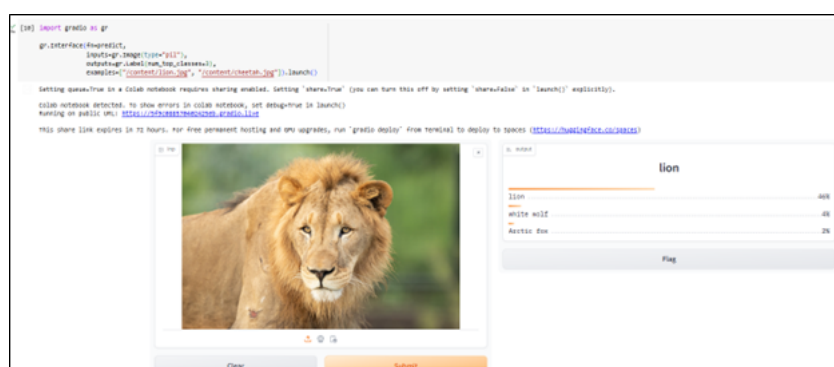 [10] import gradio as gr
gr.Interface(fn=predict,
inputs=gr.Image(type="pil"),
outputs=gr.Label(num_top_classes=3),
examples=["/content/lion.jpg", "/content/cheetah.jpg"]).launch()
Setting queue=True in a Colab notebook requires sharing enabled. Setting `share=True` (you can turn this off by setting `share=False` in `launch()` explicitly).
Colab notebook detected. To show errors in colab notebook, set debug=True in launch()
Running on public URL:
This share link expires in 72 hours. For free permanent hosting and GPU upgrades, run `gradio deploy` from Terminal to deploy to Spaces (https://huggingface.co/spaces)
output
lion
lion 46%
white wolf 4%
Arctic fox 2%
Flag
Clear
Submit